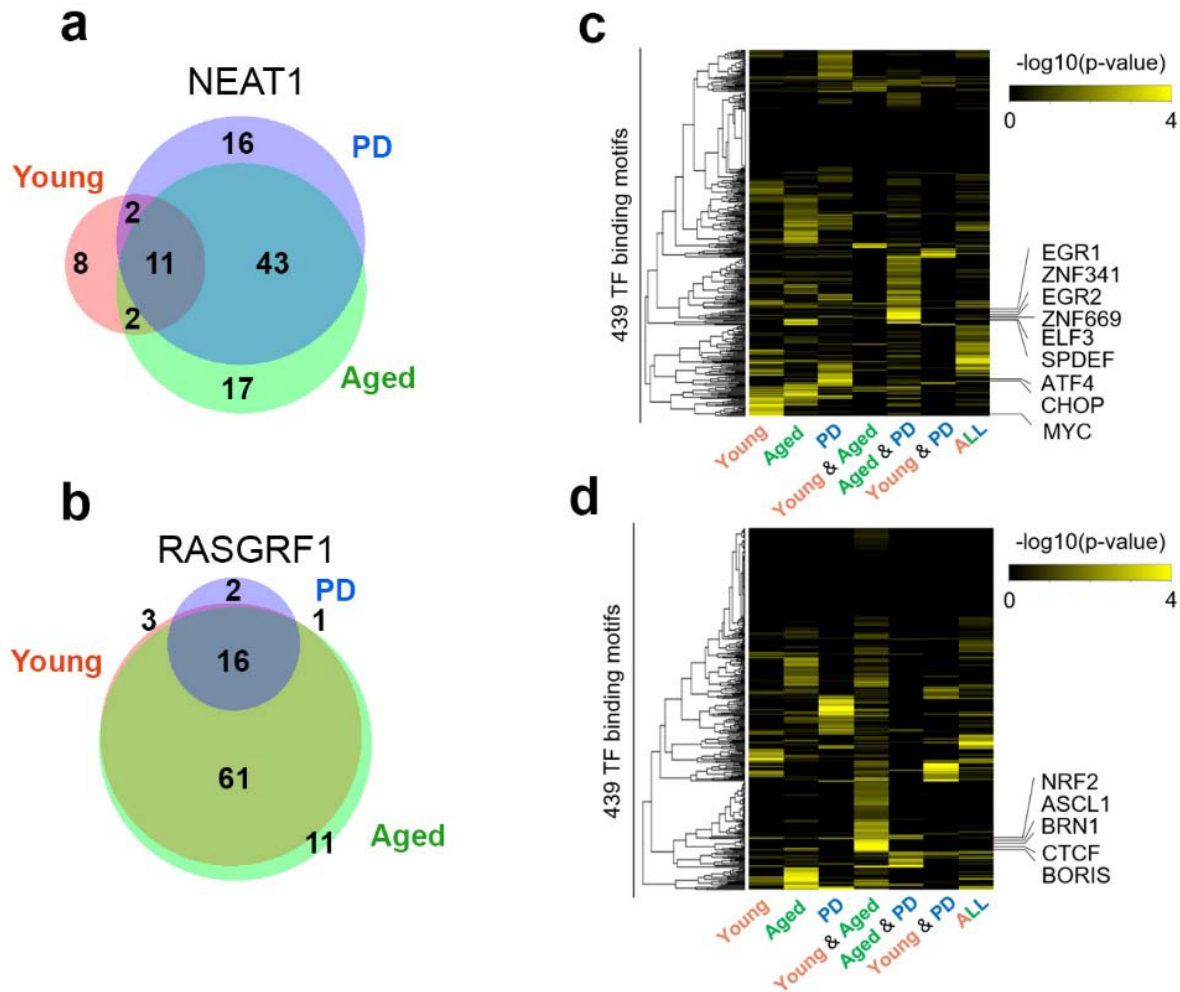 a
NEAT1
16
PD
Young
2
8
11
43
2
Aged
17
b
RASGRF1
2
PD
3
1
Young
16
61
Aged
11
c
-log10(p-value)
0 4
439 TF binding motifs
EGR1
ZNF341
EGR2
ZNF669
ELF3
SPDEF
ATF4
CHOP
MYC
Young
Aged
PD
Young & Aged
Aged & PD
Young & PD
ALL
d
-log10(p-value)
0 4
439 TF binding motifs
NRF2
ASCL1
BRN1
CTCF
BORIS
Young
Aged
PD
Young & Aged
Aged & PD
Young & PD
ALL